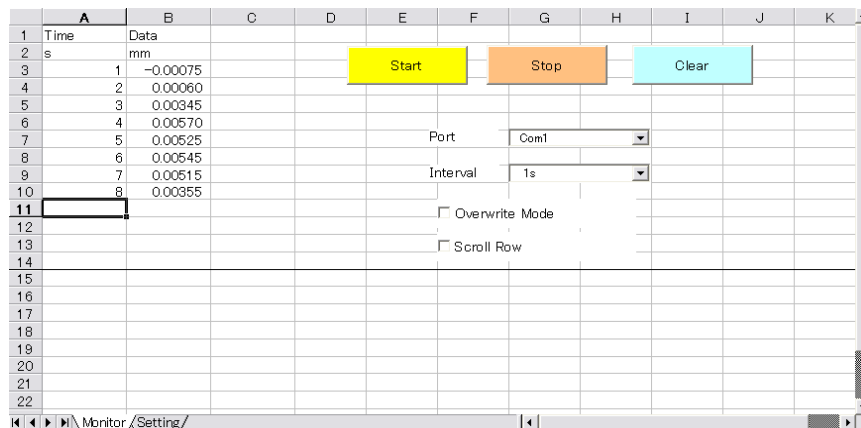 A B C D E F G H I J K
1 Time Data
2 s mm
3 1 -0.00075
4 2 0.00060
5 3 0.00345
6 4 0.00570
7 5 0.00525
8 6 0.00545
9 7 0.00515
10 8 0.00355
11
12
13
14
15
16
17
18
19
20
21
22
Start Stop Clear
Port Com1
Interval 1s
Overwrite Mode
Scroll Row
Monitor Setting